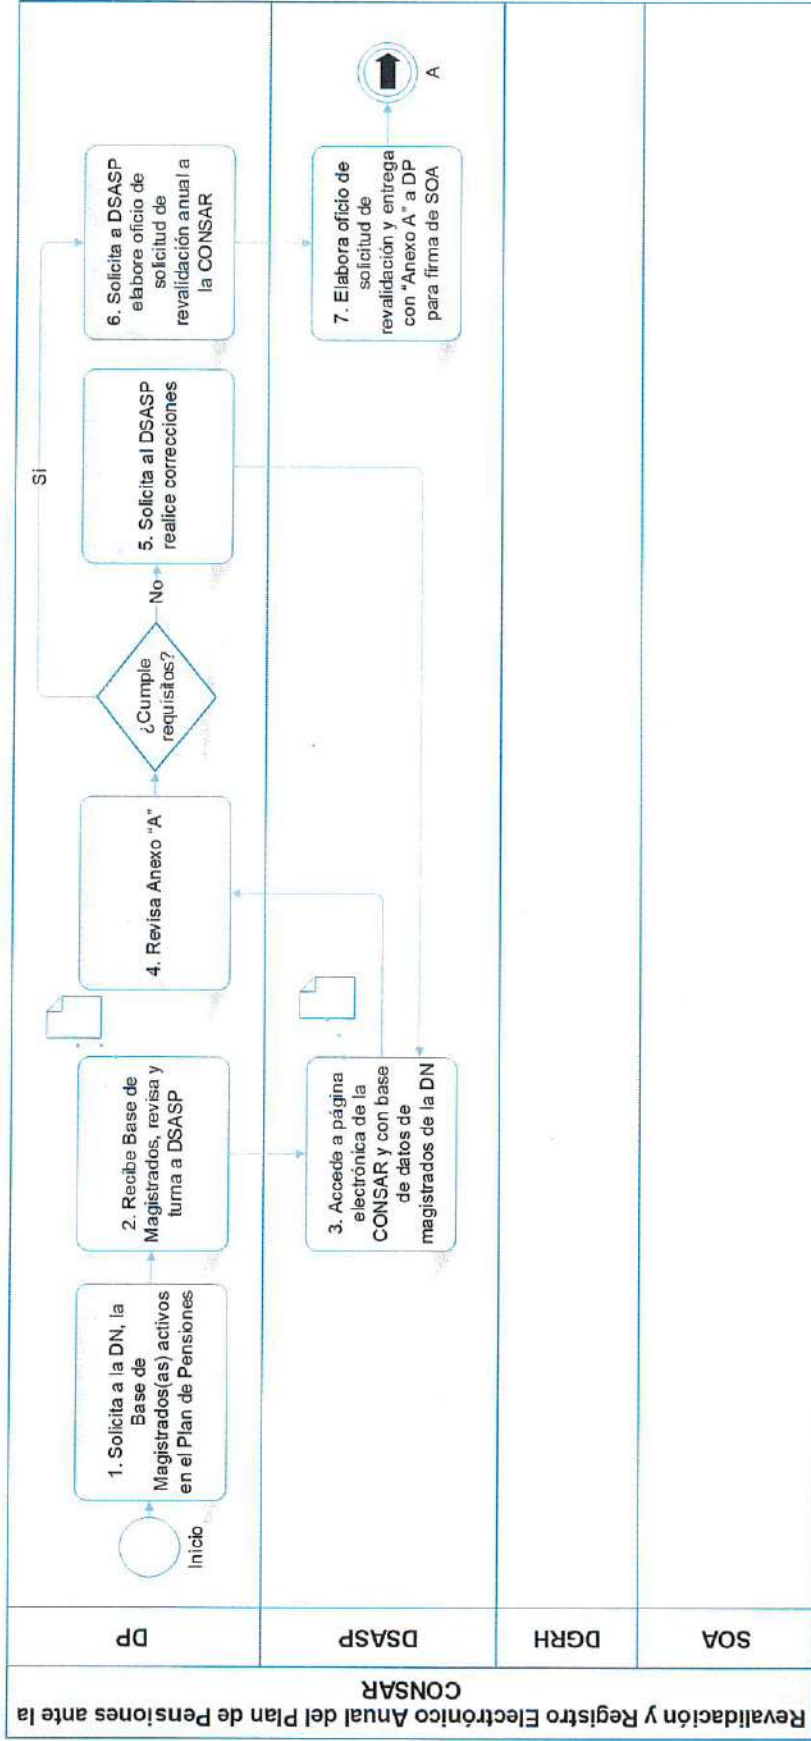 Revalidación y Registro Electrónico Anual del Plan de Pensiones ante la
CONSAR
DP
DSASP
DGRH
SOA
Inicio
1. Solicita a la DN, la
Base de
Magistrados(as) activos
en el Plan de Pensiones
2. Recibe Base de
Magistrados, revisa y
turna a DSASP
3. Accede a página
electrónica de la
CONSAR y con base
de datos de
magistrados de la DN
4. Revisa Anexo "A"
¿Cumple
requisitos?
No
Si
5. Solicita al DSASP
realice correcciones
6. Solicita a DSASP
elabore oficio de
solicitud de
revalidación anual a
la CONSAR
7. Elabora oficio de
solicitud de
revalidación y entrega
con "Anexo A" a DP
para firma de SOA
A